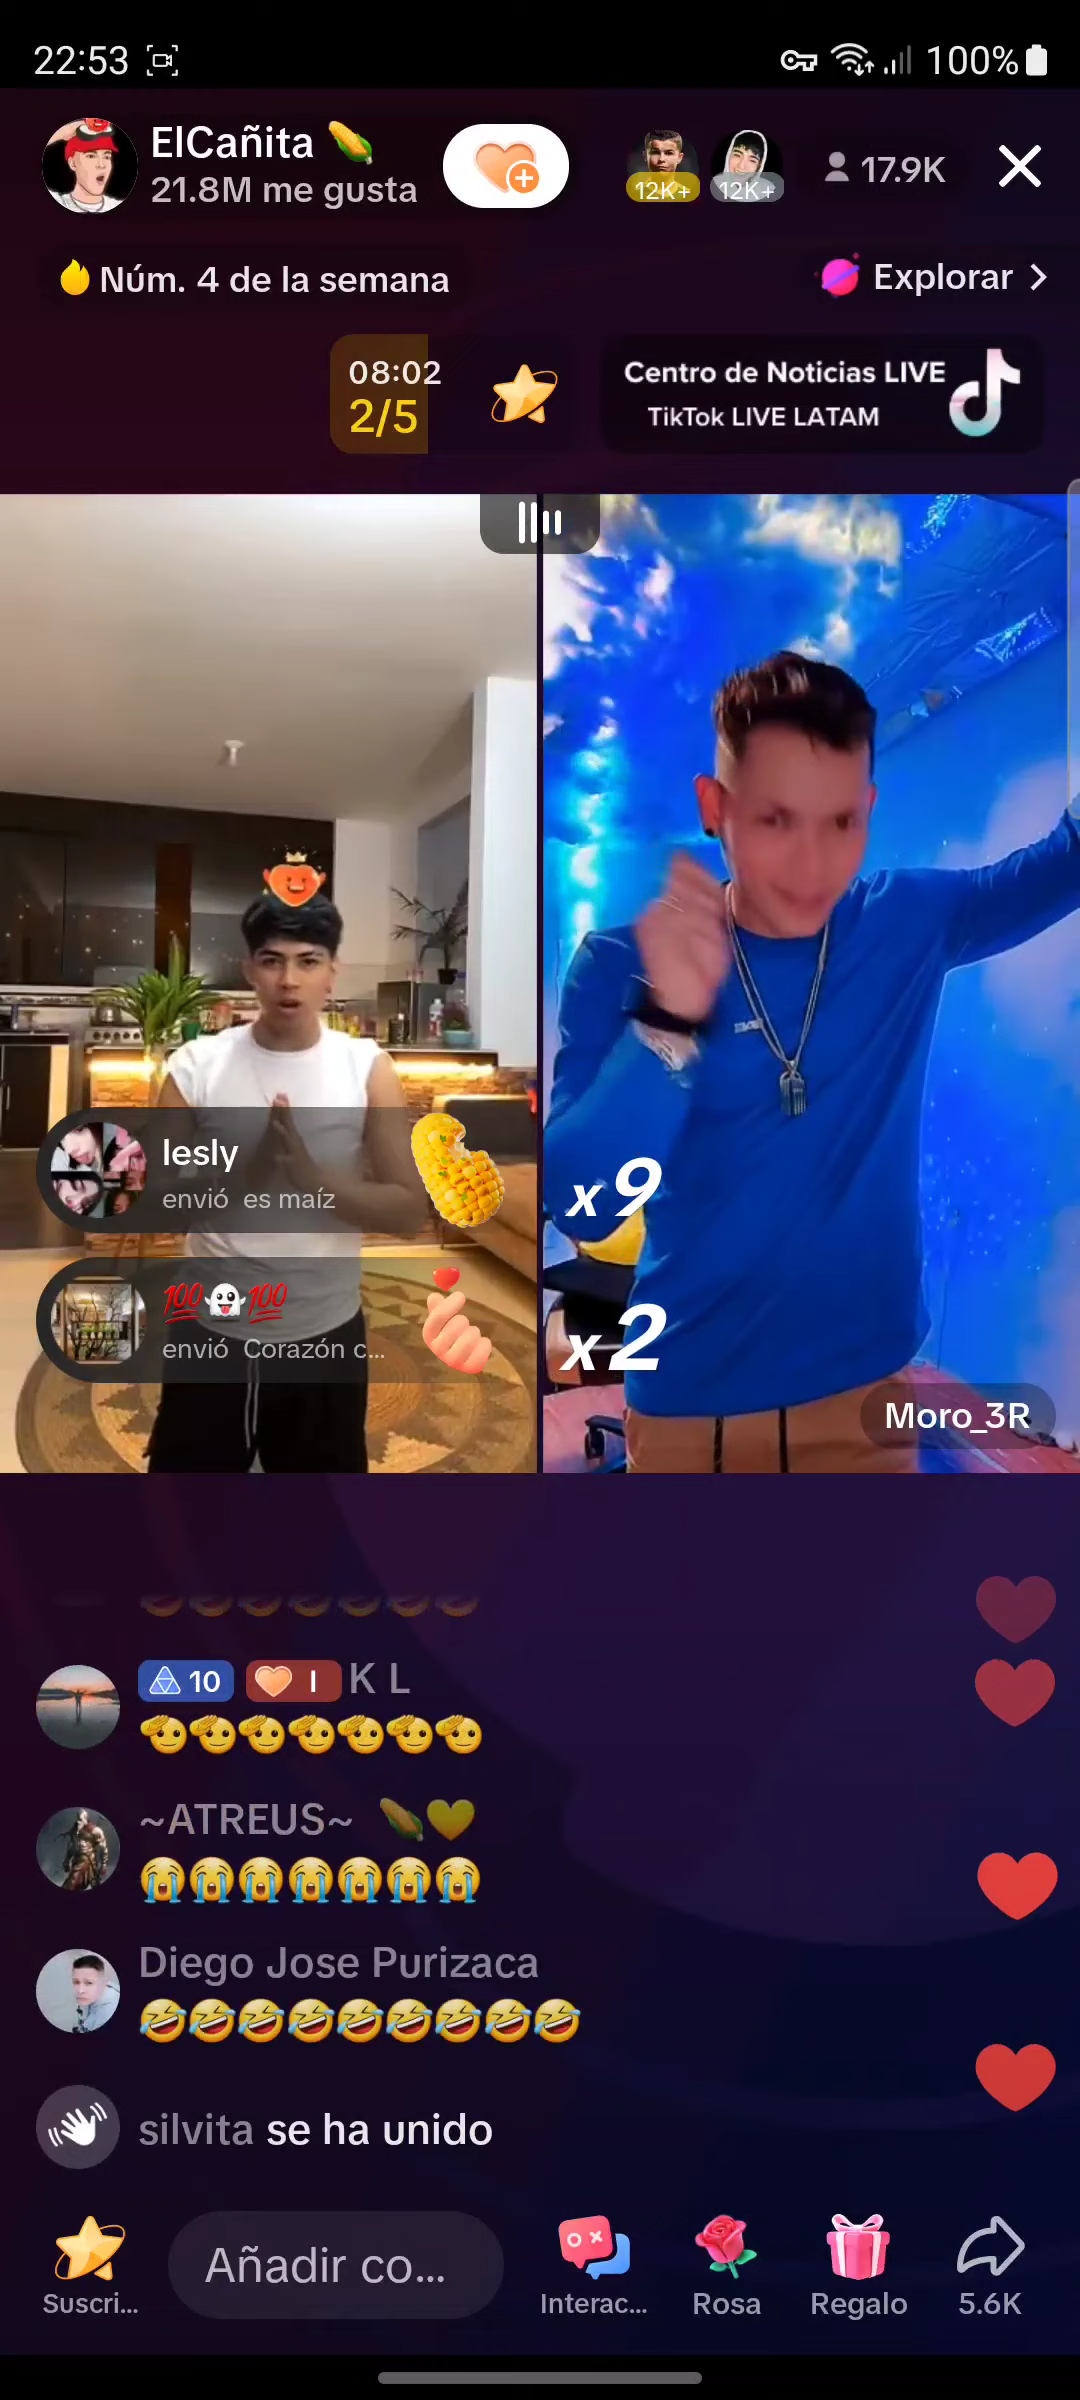 22:53
100%
ElCañita 🌽
21.8M me gusta
12K+
12K+
17.9K
Núm. 4 de la semana
Explorar >
08:02
2/5
Centro de Noticias LIVE
TikTok LIVE LATAM
lesly
envió es maíz
x9
💯👻💯
envió Corazón c...
x2
Moro_3R
10 I K L
🫡🫡🫡🫡🫡🫡🫡
~ATREUS~ 🌽💛
😭😭😭😭😭😭😭
Diego Jose Purizaca
🤣🤣🤣🤣🤣🤣🤣🤣🤣
silvita se ha unido
Suscri...
Añadir co...
Interac...
Rosa
Regalo
5.6K